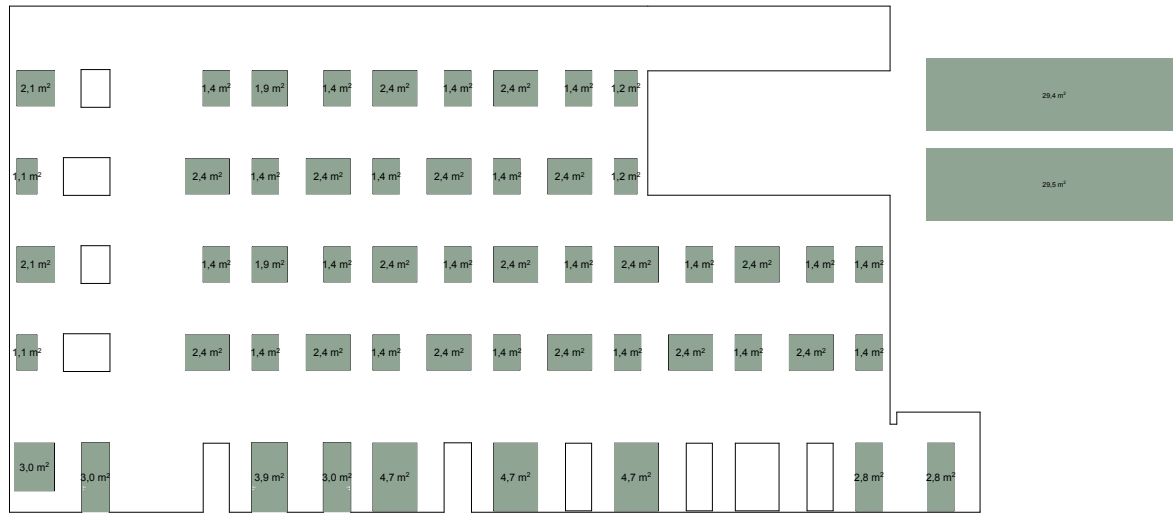 2,1 m² 1,4 m² 1,9 m² 1,4 m² 2,4 m² 1,4 m² 2,4 m² 1,4 m² 1,2 m² 29,4 m²
1,1 m² 2,4 m² 1,4 m² 2,4 m² 1,4 m² 2,4 m² 1,4 m² 2,4 m² 1,2 m² 29,5 m²
2,1 m² 1,4 m² 1,9 m² 1,4 m² 2,4 m² 1,4 m² 2,4 m² 1,4 m² 2,4 m² 1,4 m² 2,4 m² 1,4 m² 1,4 m²
1,1 m² 2,4 m² 1,4 m² 2,4 m² 1,4 m² 2,4 m² 1,4 m² 2,4 m² 1,4 m² 2,4 m² 1,4 m² 2,4 m² 1,4 m²
3,0 m² 3,0 m² 3,9 m² 3,0 m² 4,7 m² 4,7 m² 4,7 m² 2,8 m² 2,8 m²